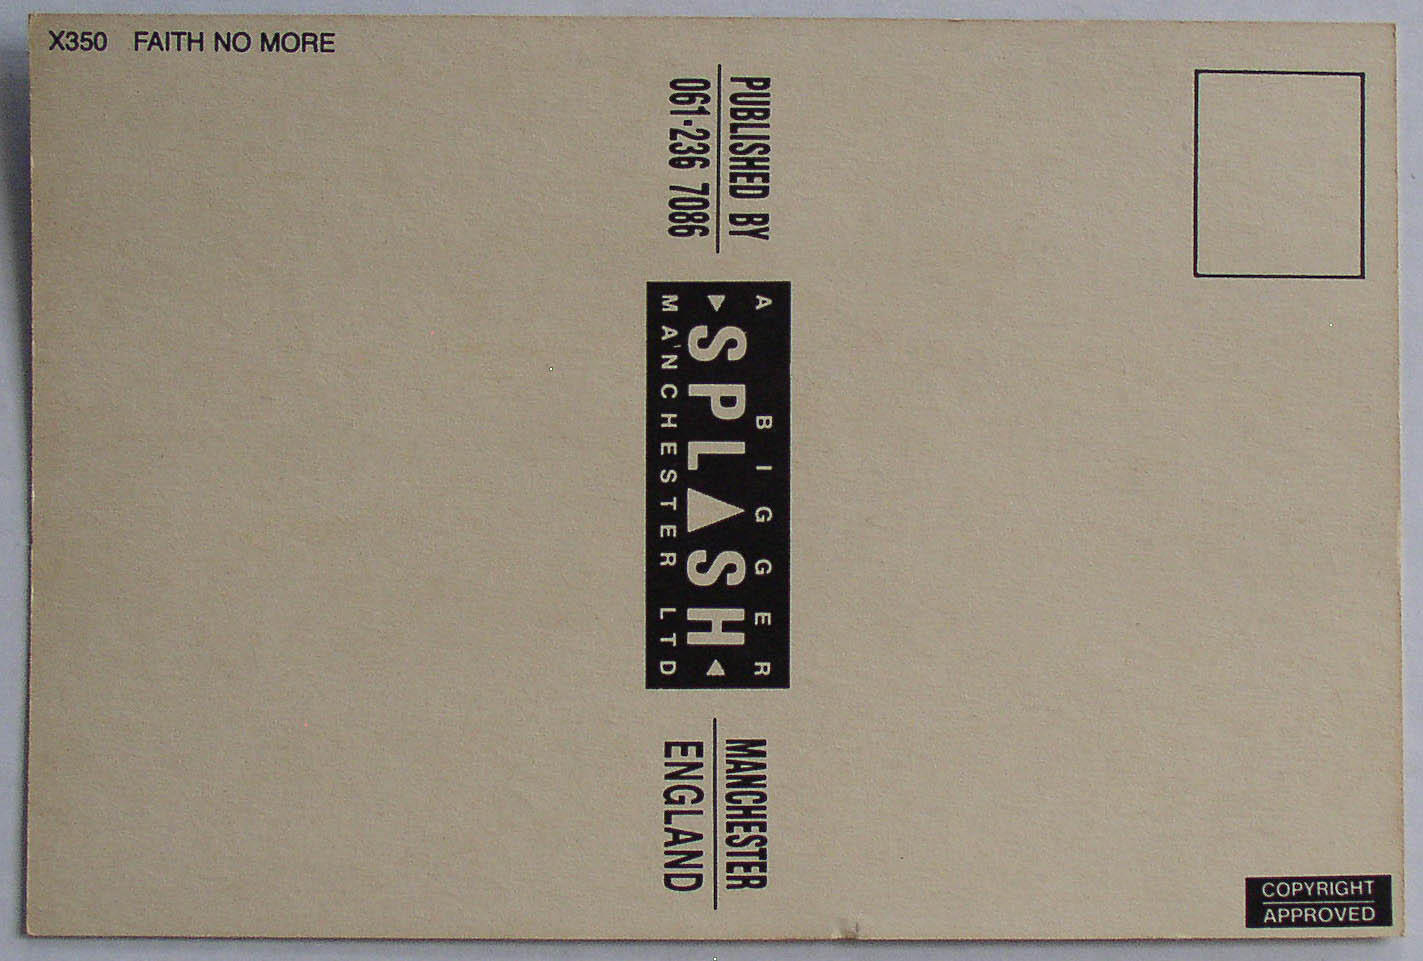 X350 FAITH NO MORE
PUBLISHED BY
061-236 7086
A BIGGER
SPLASH
MANCHESTER LTD
MANCHESTER
ENGLAND
COPYRIGHT
APPROVED